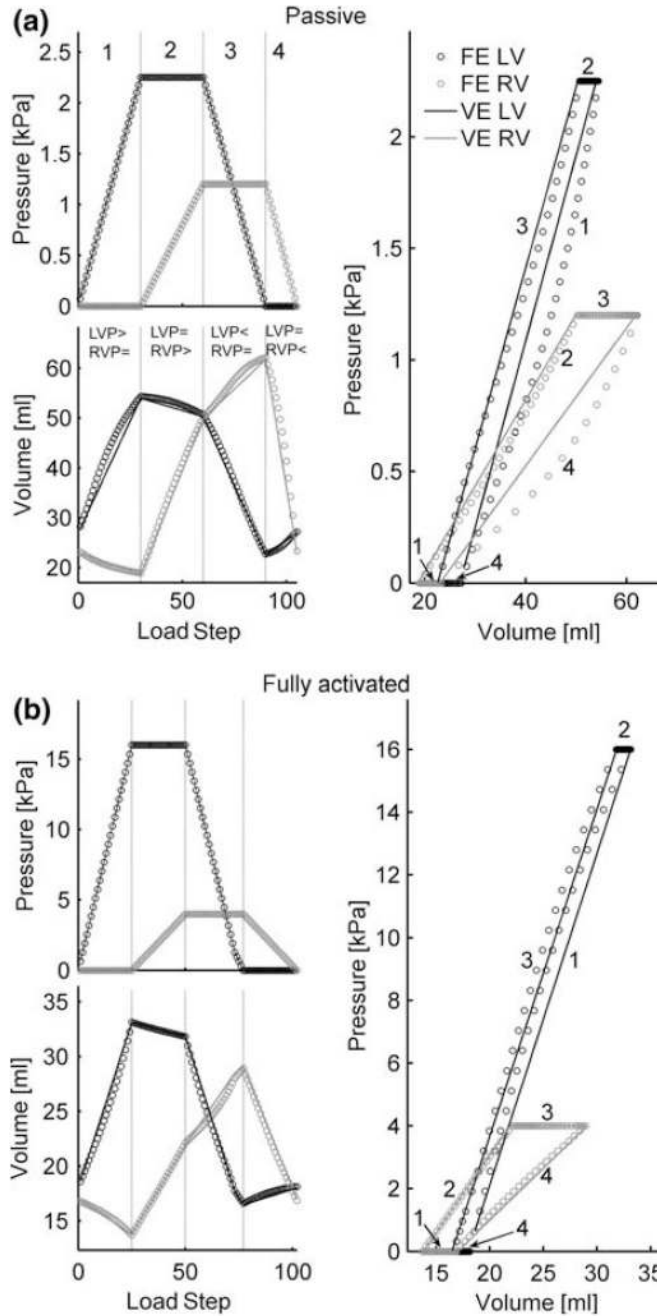 (a)
Passive
1 2 3 4
Pressure [kPa]
2.5
2
1.5
1
0.5
0
LVP> LVP= LVP< LVP=
RVP= RVP> RVP= RVP<
Volume [ml]
60
50
40
30
20
0 50 100
Load Step
FE LV
FE RV
VE LV
VE RV
Pressure [kPa]
2
1.5
1
0.5
0
2
3
1
3
2
4
1
4
20 40 60
Volume [ml]
(b)
Fully activated
Pressure [kPa]
15
10
5
0
Volume [ml]
35
30
25
20
15
0 50 100
Load Step
Pressure [kPa]
16
14
12
10
8
6
4
2
0
2
3
1
3
2
4
1
4
15 20 25 30 35
Volume [ml]